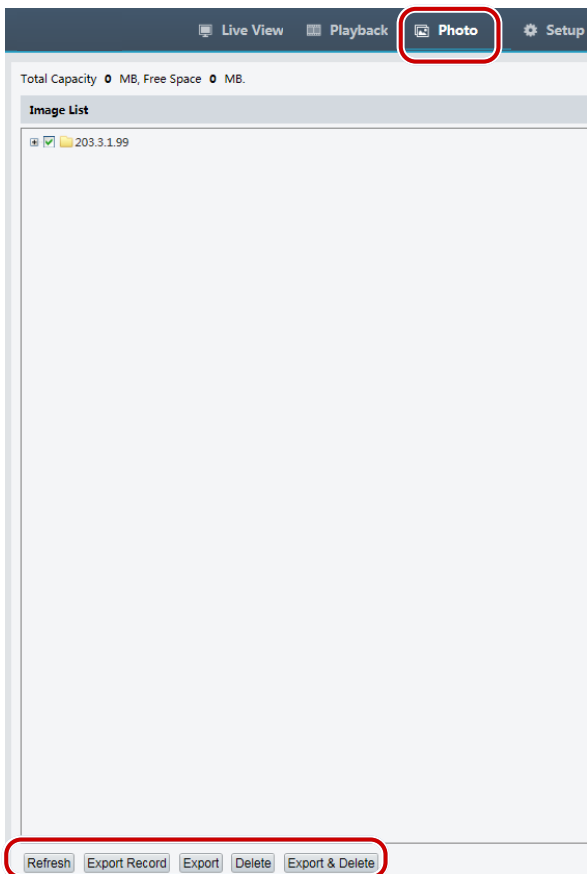 Live View Playback Photo Setup
Total Capacity 0 MB, Free Space 0 MB.
Image List
203.3.1.99
Refresh Export Record Export Delete Export & Delete